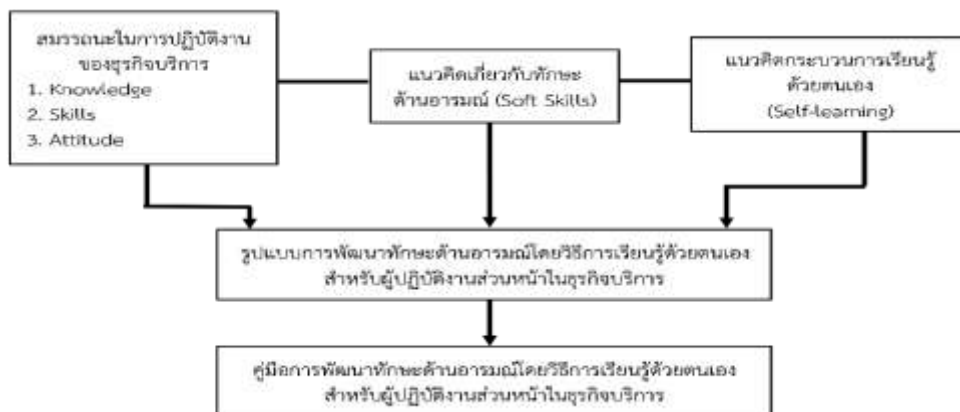 สมรรถนะในการปฏิบัติงาน
ของธุรกิจบริการ
1. Knowledge
2. Skills
3. Attitude
แนวคิดเกี่ยวกับทักษะ
ด้านอารมณ์ (Soft Skills)
แนวคิดกระบวนการเรียนรู้
ด้วยตนเอง
(Self-learning)
รูปแบบการพัฒนาทักษะด้านอารมณ์โดยวิธีการเรียนรู้ด้วยตนเอง
สำหรับผู้ปฏิบัติงานส่วนหน้าในธุรกิจบริการ
คู่มือการพัฒนาทักษะด้านอารมณ์โดยวิธีการเรียนรู้ด้วยตนเอง
สำหรับผู้ปฏิบัติงานส่วนหน้าในธุรกิจบริการ